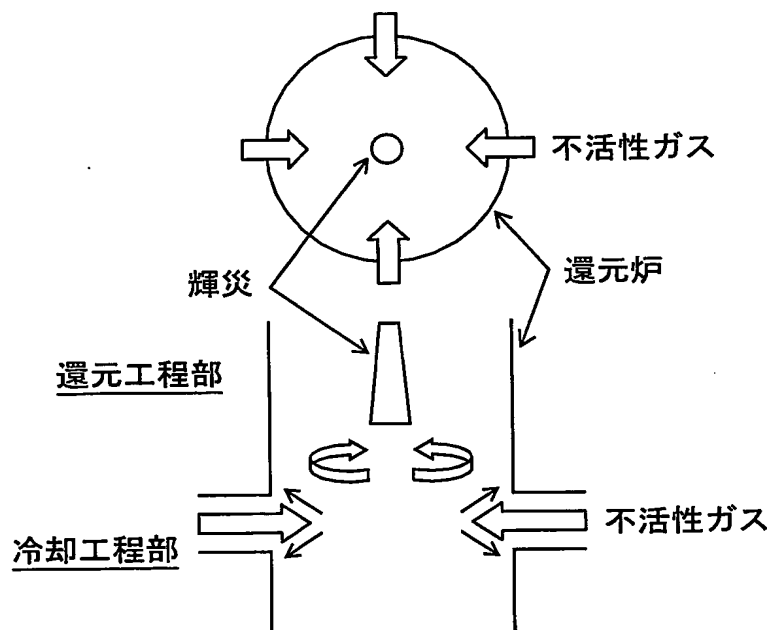 不活性ガス
輝災
還元炉
還元工程部
不活性ガス
冷却工程部